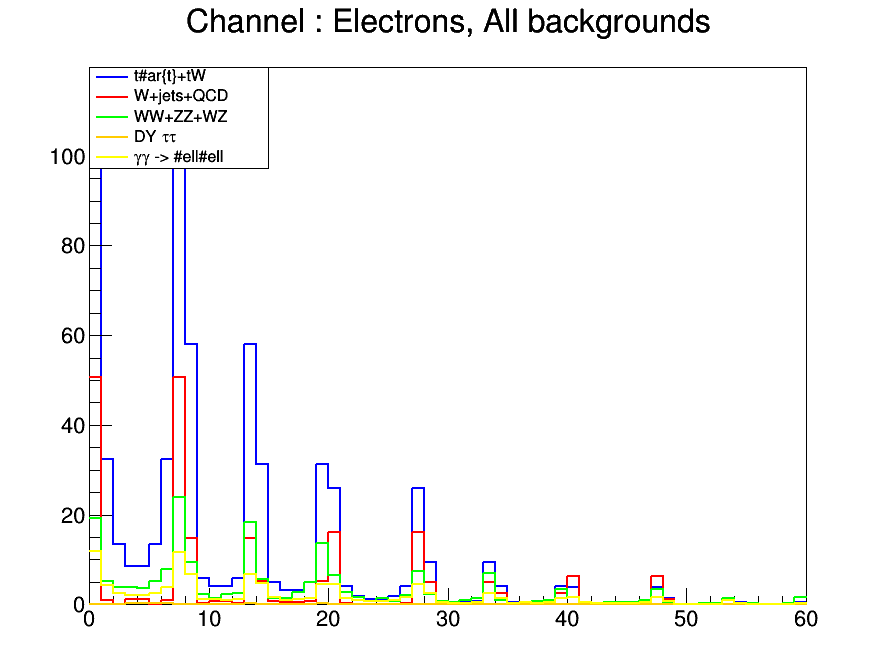 Channel : Electrons, All backgrounds
t#ar{t}+tW
W+jets+QCD
WW+ZZ+WZ
DY ττ
γγ -> #ell#ell
100
80
60
40
20
0
0 10 20 30 40 50 60